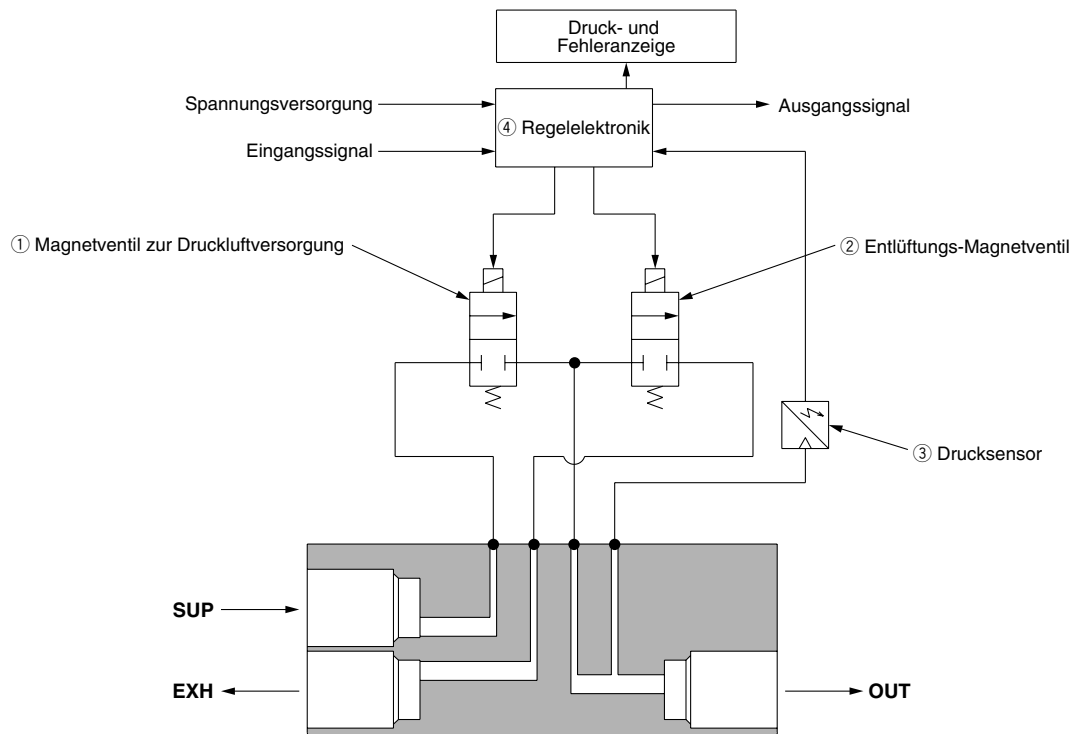 Druck- und
Fehleranzeige
Spannungsversorgung
④ Regelelektronik
Ausgangssignal
Eingangssignal
① Magnetventil zur Druckluftversorgung
② Entlüftungs-Magnetventil
③ Drucksensor
SUP
EXH
OUT